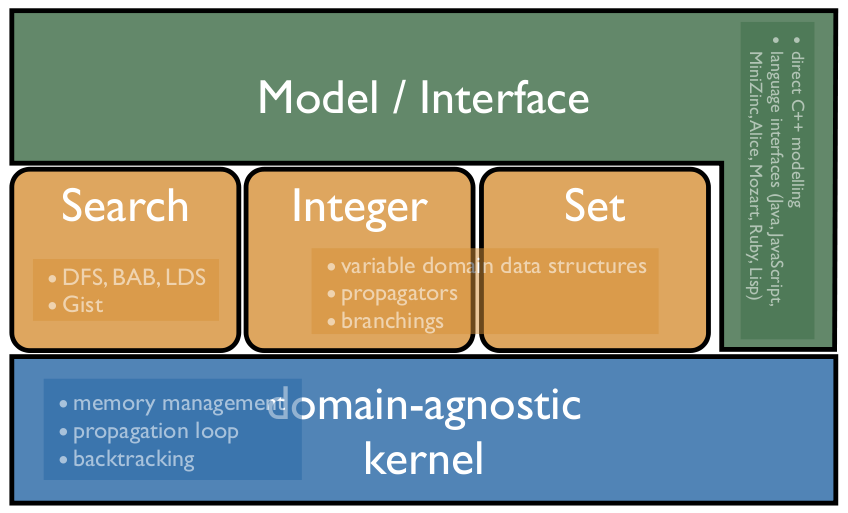 Model / Interface
• direct C++ modelling
• language interfaces (Java, JavaScript,
MiniZinc, Alice, Mozart, Ruby, Lisp)
Search
• DFS, BAB, LDS
• Gist
Integer
Set
• variable domain data structures
• propagators
• branchings
domain-agnostic
kernel
• memory management
• propagation loop
• backtracking